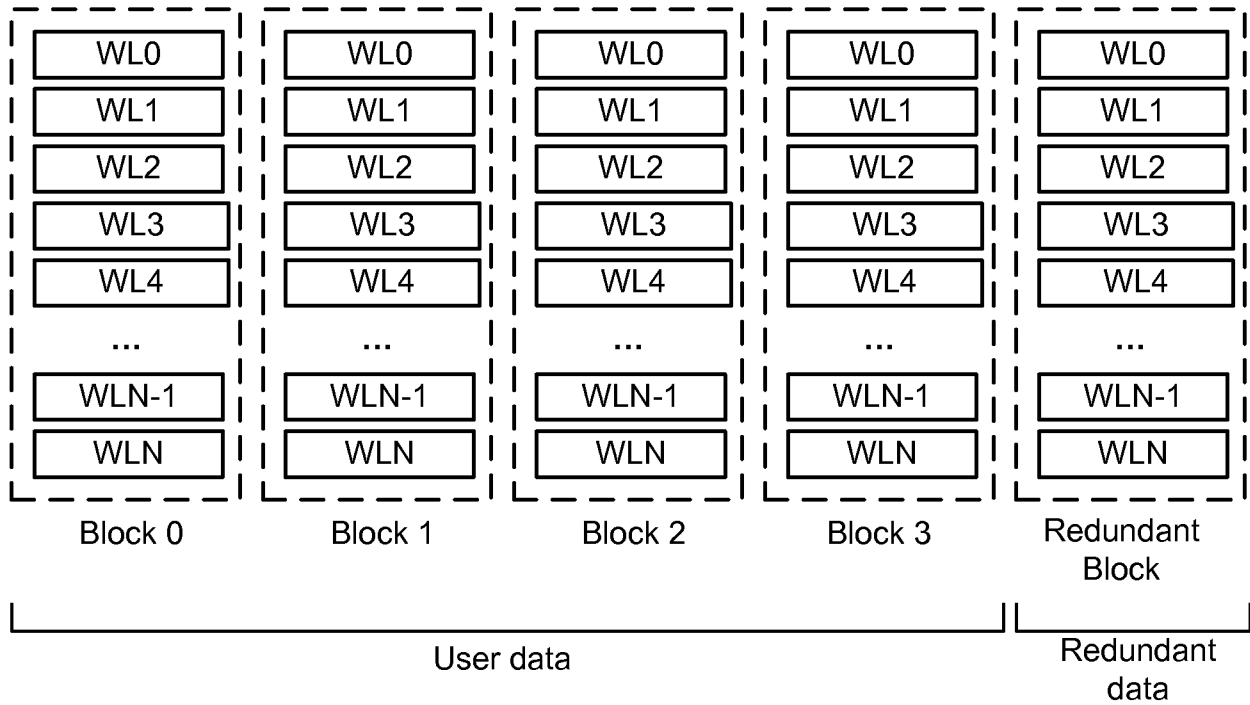 WL0 WL0 WL0 WL0 WL0
WL1 WL1 WL1 WL1 WL1
WL2 WL2 WL2 WL2 WL2
WL3 WL3 WL3 WL3 WL3
WL4 WL4 WL4 WL4 WL4
... ... ... ... ...
WLN-1 WLN-1 WLN-1 WLN-1 WLN-1
WLN WLN WLN WLN WLN
Block 0 Block 1 Block 2 Block 3 Redundant
Block
User data Redundant
data